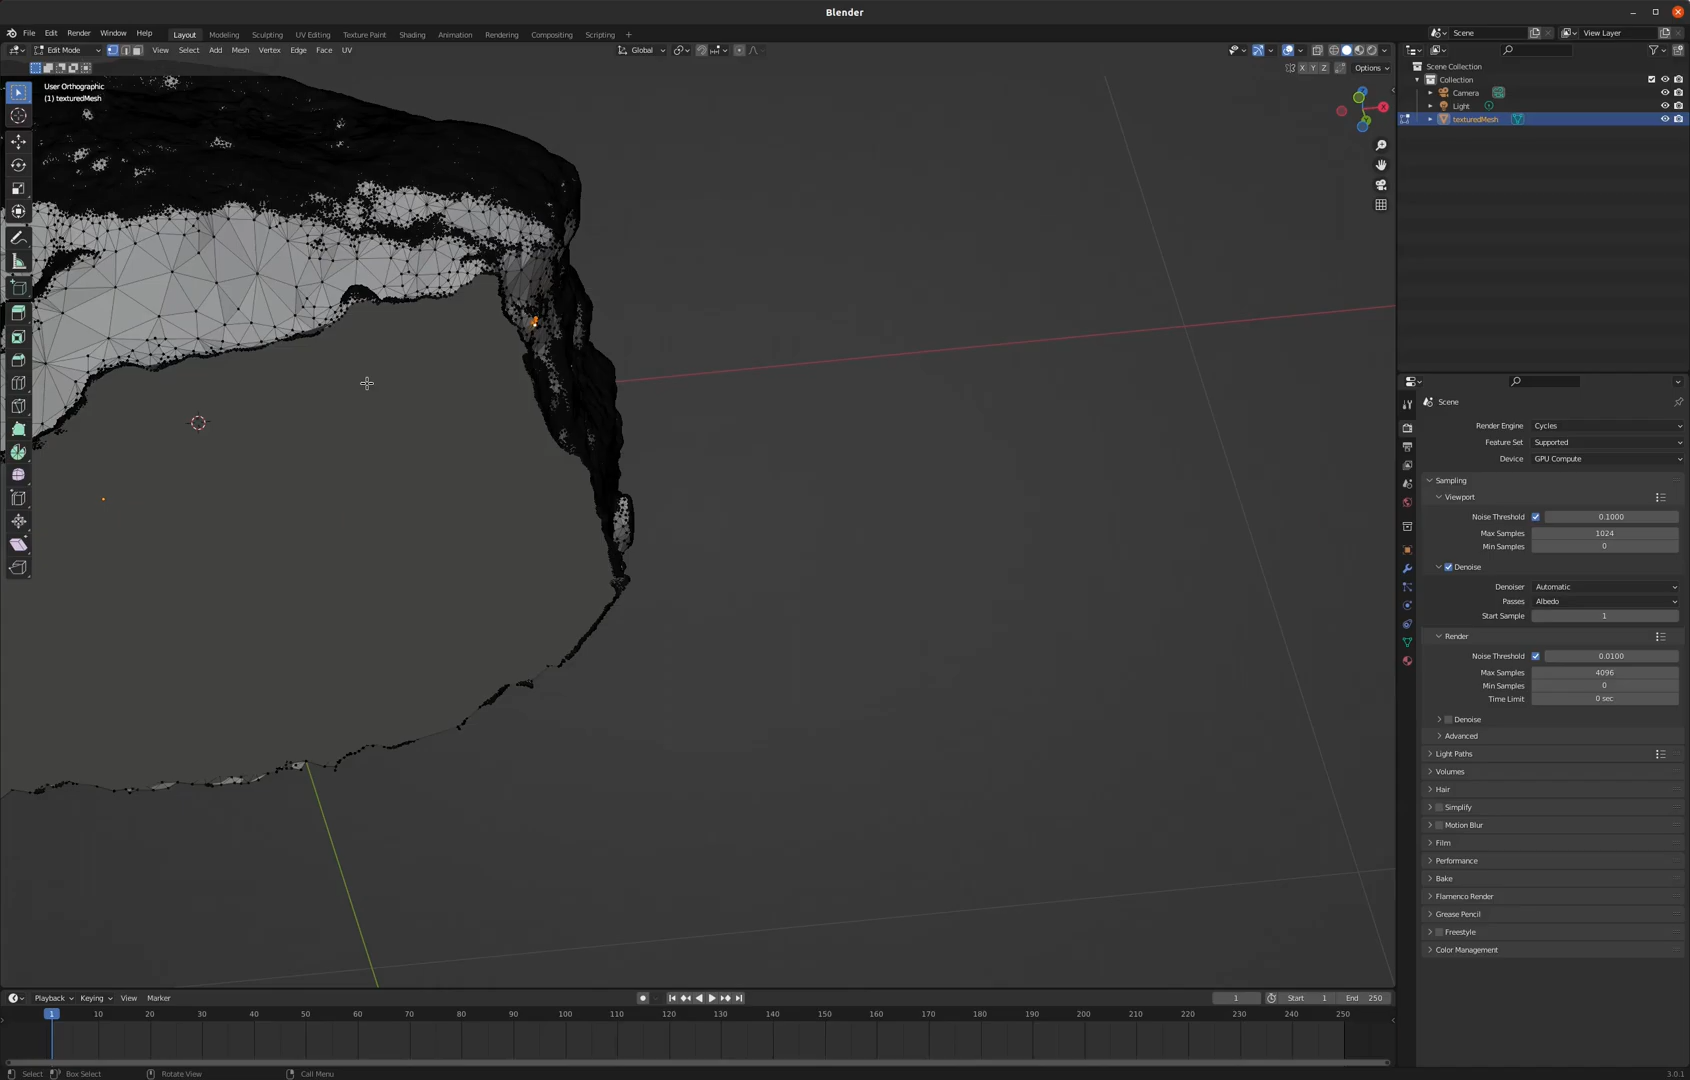 Blender
File Edit Render Window Help Layout Modeling Sculpting UV Editing Texture Paint Shading Animation Rendering Compositing Scripting +
Scene View Layer
Edit Mode View Select Add Mesh Vertex Edge Face UV Global
X Y Z Options
User Orthographic
(1) texturedMesh
Scene Collection
Collection
Camera
Light
texturedMesh
Scene
Render Engine Cycles
Feature Set Supported
Device GPU Compute
Sampling
Viewport
Noise Threshold 0.1000
Max Samples 1024
Min Samples 0
Denoise
Denoiser Automatic
Passes Albedo
Start Sample 1
Render
Noise Threshold 0.0100
Max Samples 4096
Min Samples 0
Time Limit 0 sec
Denoise
Advanced
Light Paths
Volumes
Hair
Simplify
Motion Blur
Film
Performance
Bake
Flamenco Render
Grease Pencil
Freestyle
Color Management
Playback Keying View Marker 1 Start 1 End 250
1 10 20 30 40 50 60 70 80 90 100 110 120 130 140 150 160 170 180 190 200 210 220 230 240 250
Select Box Select Rotate View Call Menu 3.0.1